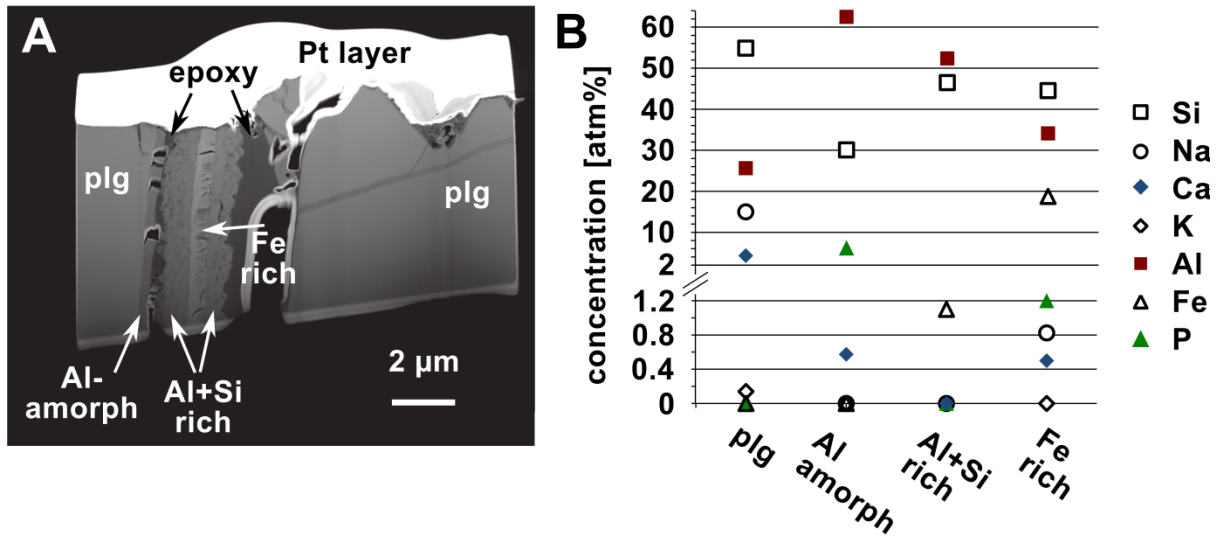 A
Pt layer
epoxy
plg
plg
Fe
rich
Al-
amorph
Al+Si
rich
2 µm
B
concentration [atm%]
60
50
40
30
20
10
2
1.2
0.8
0.4
0
plg
Al
amorph
Al+Si
rich
Fe
rich
Si
Na
Ca
K
Al
Fe
P